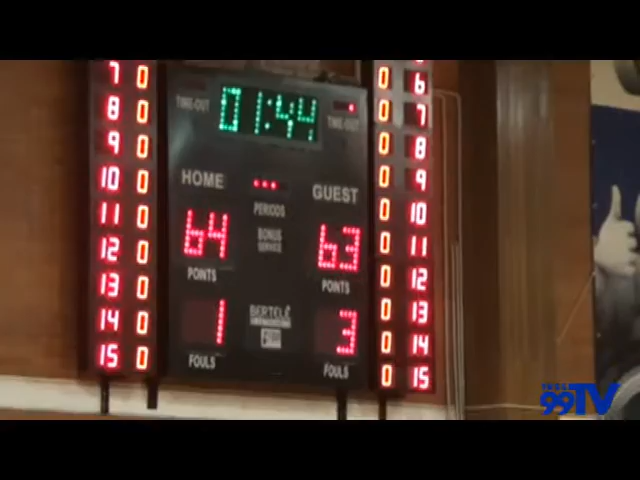 7 0 0 6
TIME-OUT 01:44 TIME-OUT
8 0 0 7
9 0 0 8
10 0 0 9
HOME GUEST
PERIODS
11 0 0 10
64 BONUS 63
SERVICE
12 0 0 11
POINTS POINTS
13 0 0 12
14 0 0 13
1 BERTELÈ 3
15 0 0 14
FOULS FOULS
0 15
99TV